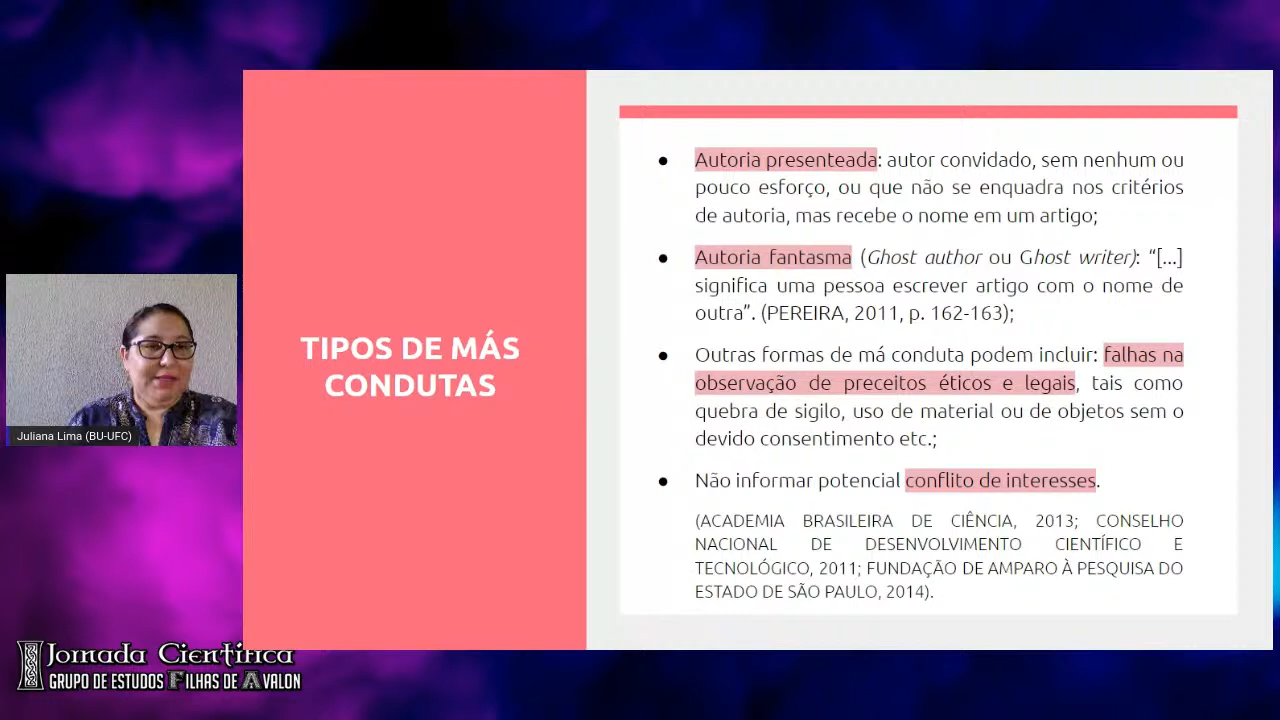 TIPOS DE MÁS
CONDUTAS
● Autoria presenteada: autor convidado, sem nenhum ou
pouco esforço, ou que não se enquadra nos critérios
de autoria, mas recebe o nome em um artigo;
● Autoria fantasma (Ghost author ou Ghost writer): “[...]
significa uma pessoa escrever artigo com o nome de
outra”. (PEREIRA, 2011, p. 162-163);
● Outras formas de má conduta podem incluir: falhas na
observação de preceitos éticos e legais, tais como
quebra de sigilo, uso de material ou de objetos sem o
devido consentimento etc.;
● Não informar potencial conflito de interesses.
(ACADEMIA BRASILEIRA DE CIÊNCIA, 2013; CONSELHO
NACIONAL DE DESENVOLVIMENTO CIENTÍFICO E
TECNOLÓGICO, 2011; FUNDAÇÃO DE AMPARO À PESQUISA DO
ESTADO DE SÃO PAULO, 2014).
Juliana Lima (BU-UFC)
Jornada Científica
GRUPO DE ESTUDOS FILHAS DE AVALON